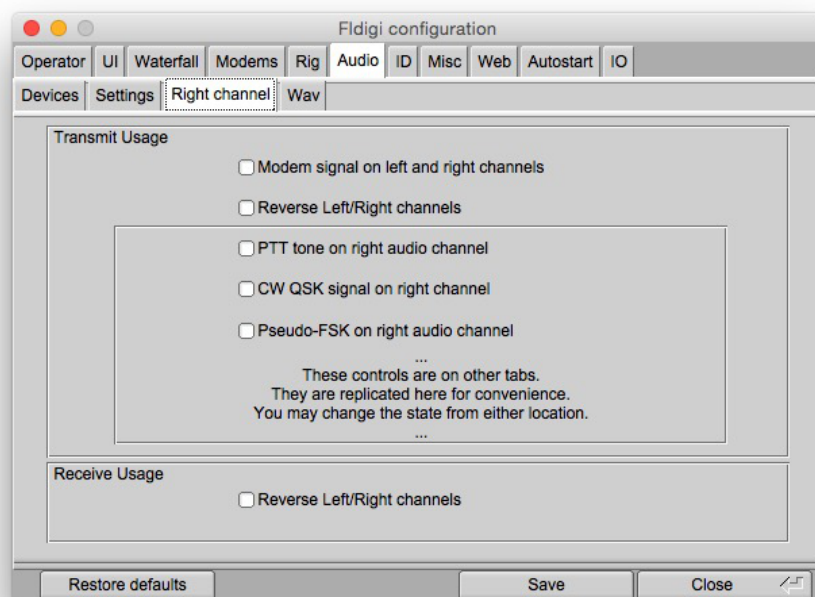 Fldigi configuration
Operator UI Waterfall Modems Rig Audio ID Misc Web Autostart IO
Devices Settings Right channel Wav
Transmit Usage
Modem signal on left and right channels
Reverse Left/Right channels
PTT tone on right audio channel
CW QSK signal on right channel
Pseudo-FSK on right audio channel
...
These controls are on other tabs.
They are replicated here for convenience.
You may change the state from either location.
...
Receive Usage
Reverse Left/Right channels
Restore defaults Save Close